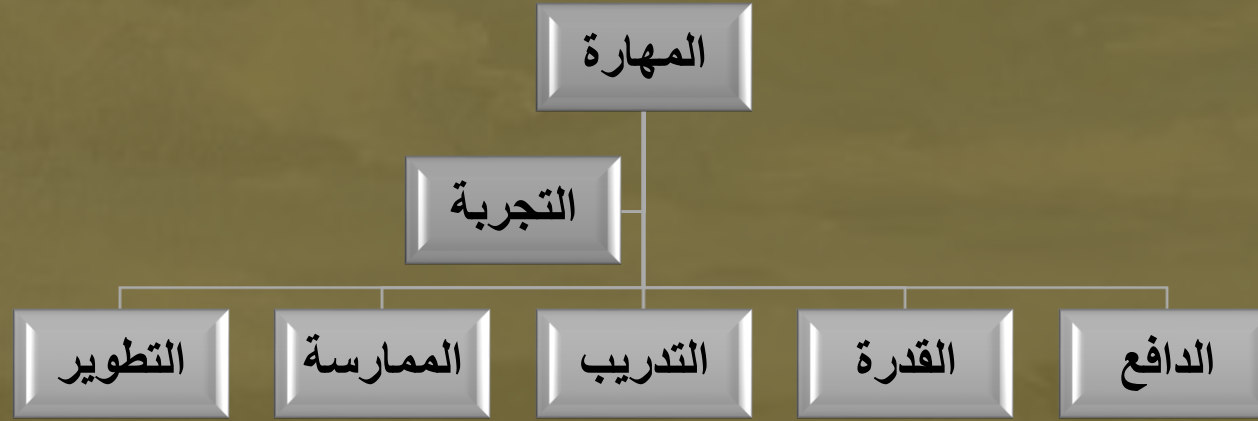 المهارة
التجربة
الدافع
القدرة
التدريب
الممارسة
التطوير